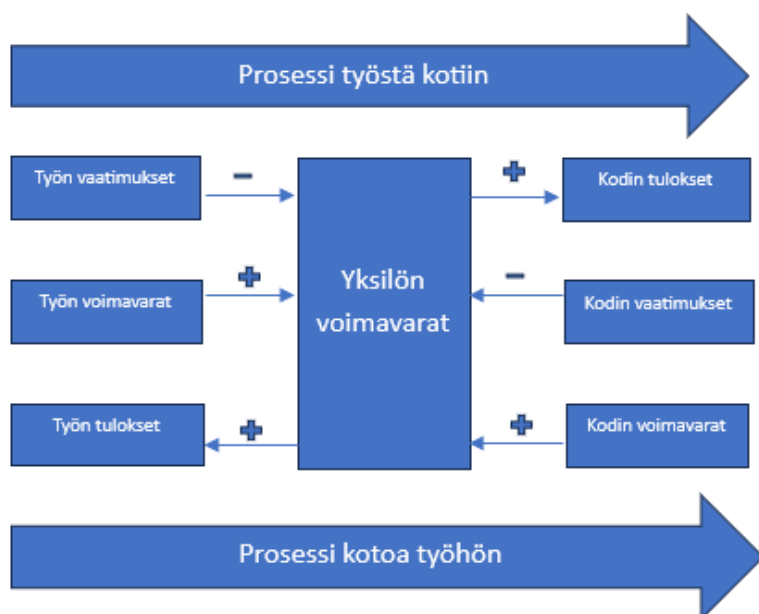 Prosessi työstä kotiin
Työn vaatimukset
−
+
Kodin tulokset
Työn voimavarat
+
Yksilön
voimavarat
−
Kodin vaatimukset
Työn tulokset
+
+
Kodin voimavarat
Prosessi kotoa työhön